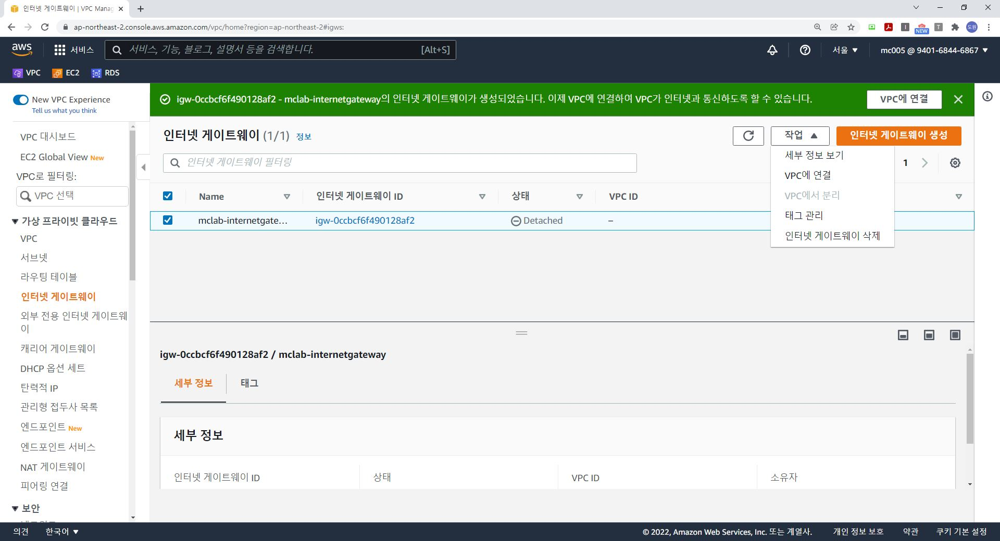 인터넷 게이트웨이 | VPC Manag
ap-northeast-2.console.aws.amazon.com/vpc/home?region=ap-northeast-2#igws:
NEW
I
T
도원
aws
서비스
서비스, 기능, 블로그, 설명서 등을 검색합니다.
[Alt+S]
서울 ▼
mc005 @ 9401-6844-6867 ▼
VPC
EC2
RDS
New VPC Experience
Tell us what you think
VPC 대시보드
EC2 Global View New
VPC로 필터링:
VPC 선택
가상 프라이빗 클라우드
VPC
서브넷
라우팅 테이블
인터넷 게이트웨이
외부 전용 인터넷 게이트웨
이
캐리어 게이트웨이
DHCP 옵션 세트
탄력적 IP
관리형 접두사 목록
엔드포인트 New
엔드포인트 서비스
NAT 게이트웨이
피어링 연결
보안
igw-0ccbcf6f490128af2 - mclab-internetgateway의 인터넷 게이트웨이가 생성되었습니다. 이제 VPC에 연결하여 VPC가 인터넷과 통신하도록 할 수 있습니다.
VPC에 연결
인터넷 게이트웨이 (1/1) 정보
작업 ▲
인터넷 게이트웨이 생성
인터넷 게이트웨이 필터링
1
세부 정보 보기
VPC에 연결
VPC에서 분리
태그 관리
인터넷 게이트웨이 삭제
Name
인터넷 게이트웨이 ID
상태
VPC ID
mclab-internetgate…
igw-0ccbcf6f490128af2
Detached
–
igw-0ccbcf6f490128af2 / mclab-internetgateway
세부 정보
태그
세부 정보
인터넷 게이트웨이 ID
상태
VPC ID
소유자
의견
한국어 ▼
© 2022, Amazon Web Services, Inc. 또는 계열사.
개인 정보 보호
약관
쿠키 기본 설정